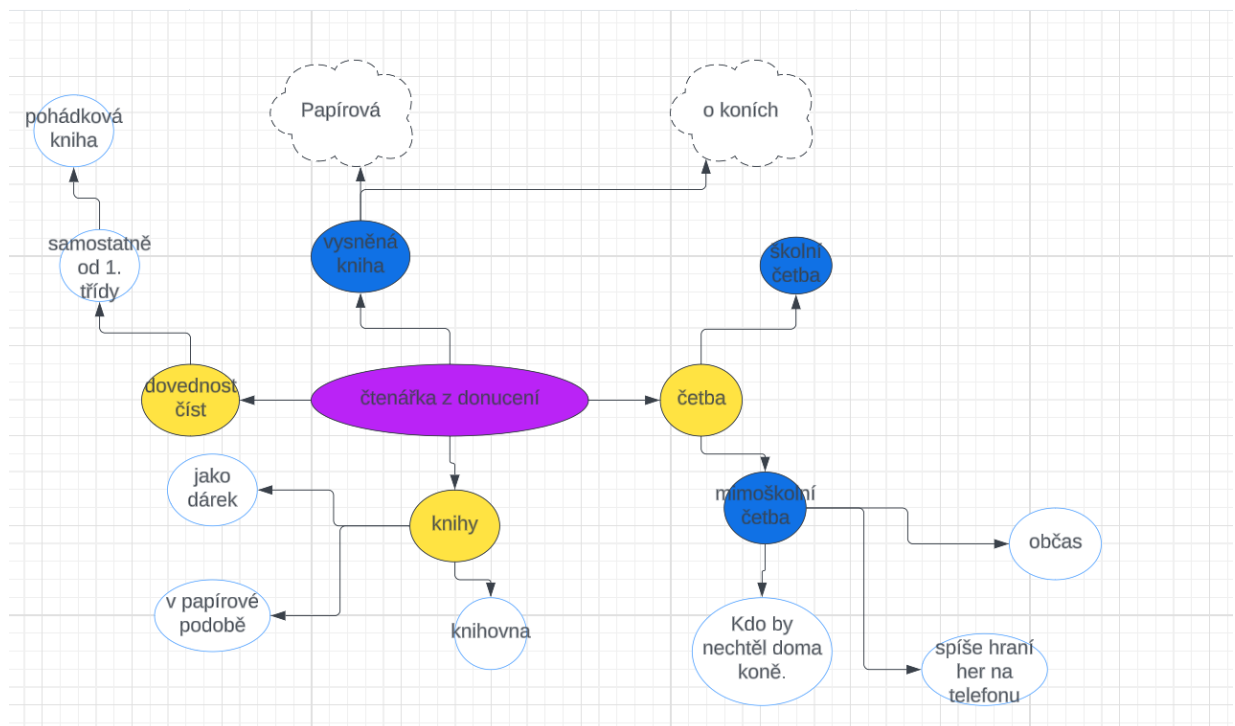 Papírová
o koních
pohádková
kniha
samostatně
od 1.
třídy
vysněná
kniha
školní
četba
dovednost
číst
čtenářka z donucení
četba
jako
dárek
knihy
mimoškolní
četba
občas
v papírové
podobě
knihovna
Kdo by
nechtěl doma
koně.
spíše hraní
her na
telefonu